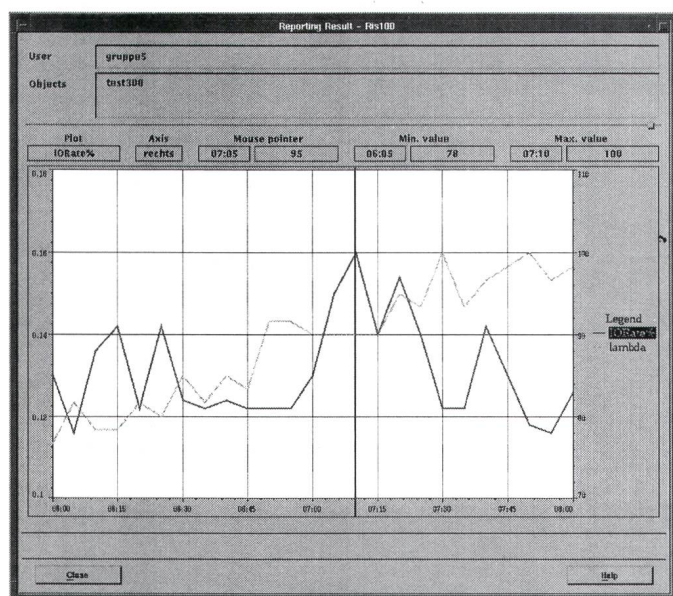 Reporting Result - Ris100
User gruppe5
Objects test300
Plot Axis Mouse pointer Min. value Max. value
IORate% rechts 07:05 95 06:05 78 07:10 100
0.18 110
0.16 100
0.14 90
0.12 80
0.1 70
06:00 06:15 06:30 06:45 07:00 07:15 07:30 07:45 08:00
Legend
IORate%
lambda
Close Help